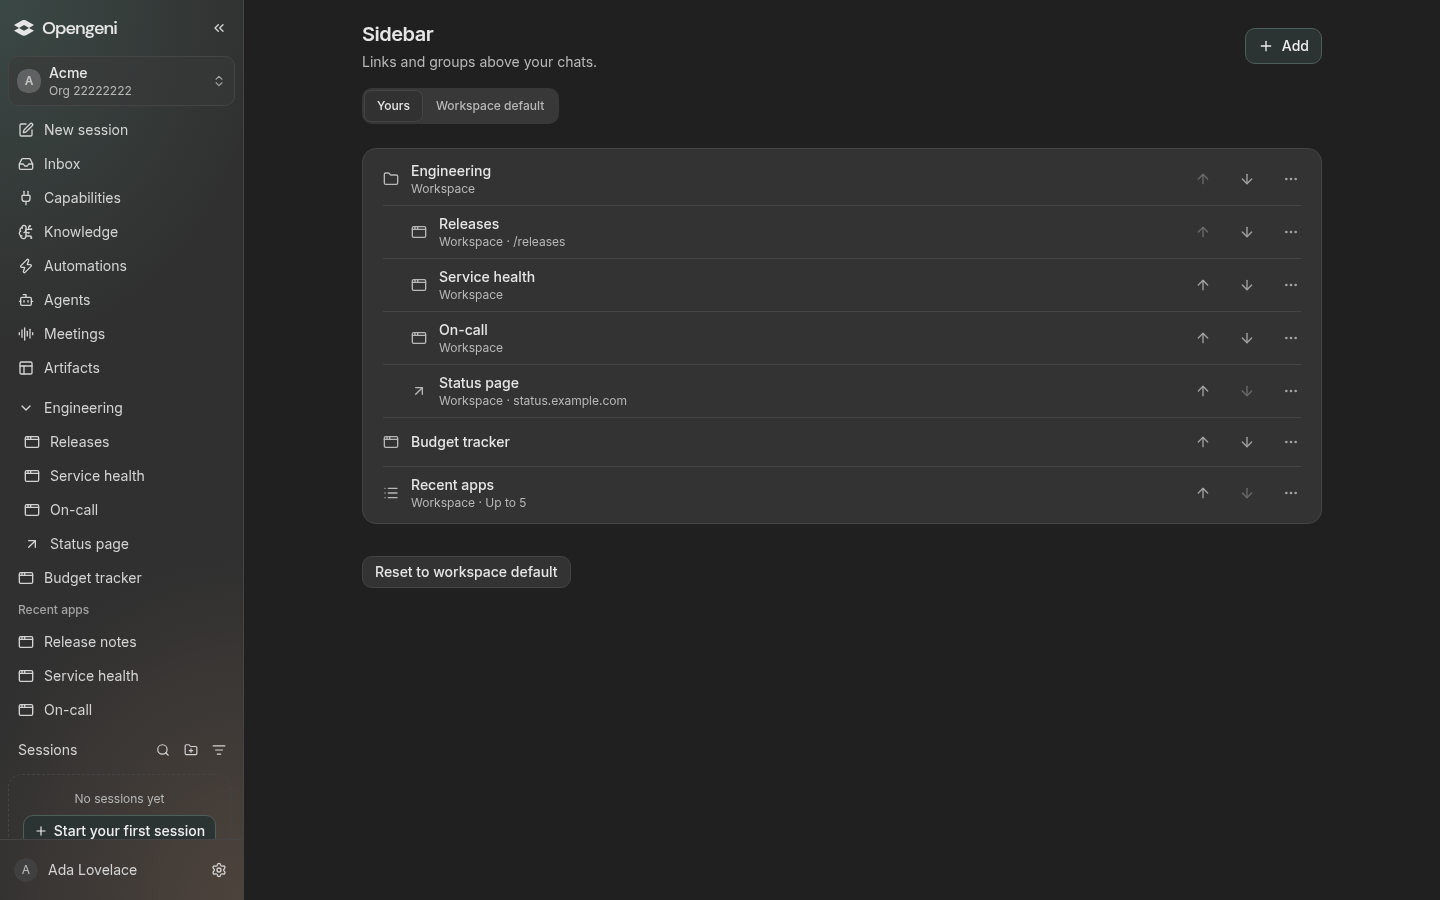 Opengeni
A
Acme
Org 22222222
New session
Inbox
Capabilities
Knowledge
Automations
Agents
Meetings
Artifacts
Engineering
Releases
Service health
On-call
Status page
Budget tracker
Recent apps
Release notes
Service health
On-call
Sessions
No sessions yet
Start your first session
A
Ada Lovelace
Sidebar
Links and groups above your chats.
Add
Yours
Workspace default
Engineering
Workspace
Releases
Workspace · /releases
Service health
Workspace
On-call
Workspace
Status page
Workspace · status.example.com
Budget tracker
Recent apps
Workspace · Up to 5
Reset to workspace default